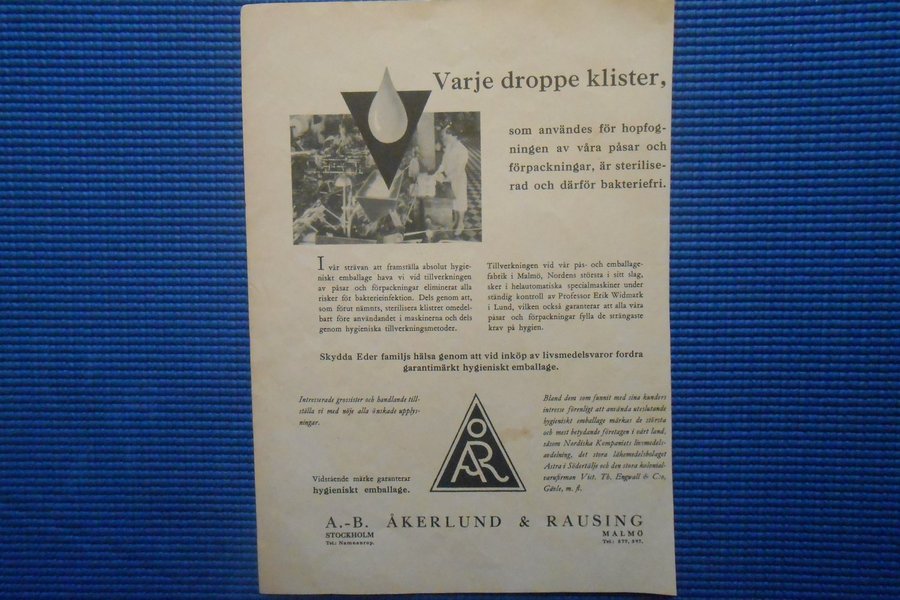 Varje droppe klister,
som användes för hopfog-
ningen av våra påsar och
förpackningar, är sterilise-
rad och därför bakteriefri.
I vår strävan att framställa absolut hygie-
niskt emballage hava vi vid tillverkningen
av påsar och förpackningar eliminerat alla
risker för bakterieinfektion. Dels genom att,
som förut nämnts, sterilisera klistret omedel-
bart före användandet i maskinerna och dels
genom hygieniska tillverkningsmetoder.
Tillverkningen vid vår pås- och emballage-
fabrik i Malmö, Nordens största i sitt slag,
sker i helautomatiska specialmaskiner under
ständig kontroll av Professor Erik Widmark
i Lund, vilken också garanterar att alla våra
påsar och förpackningar fylla de strängaste
krav på hygien.
Skydda Eder familjs hälsa genom att vid inköp av livsmedelsvaror fordra
garantimärkt hygieniskt emballage.
Intresserade grossister och handlande till-
ställa vi med nöje alla önskade upplys-
ningar.
Vidstående märke garanterar
hygieniskt emballage.
ÅR
Bland dem som funnit med sina kunders
intresse förenligt att använda uteslutande
hygieniskt emballage märkas de största
och mest betydande företagen i vårt land,
såsom Nordiska Kompaniets livsmedels-
avdelning, det stora läkemedelsbolaget
Astra i Södertälje och den stora kolonial-
varufirman Vict. Th. Engwall & C:o,
Gävle, m. fl.
A.-B. ÅKERLUND & RAUSING
STOCKHOLM
Tel.: Namnanrop.
MALMÖ
Tel.: 877, 897.